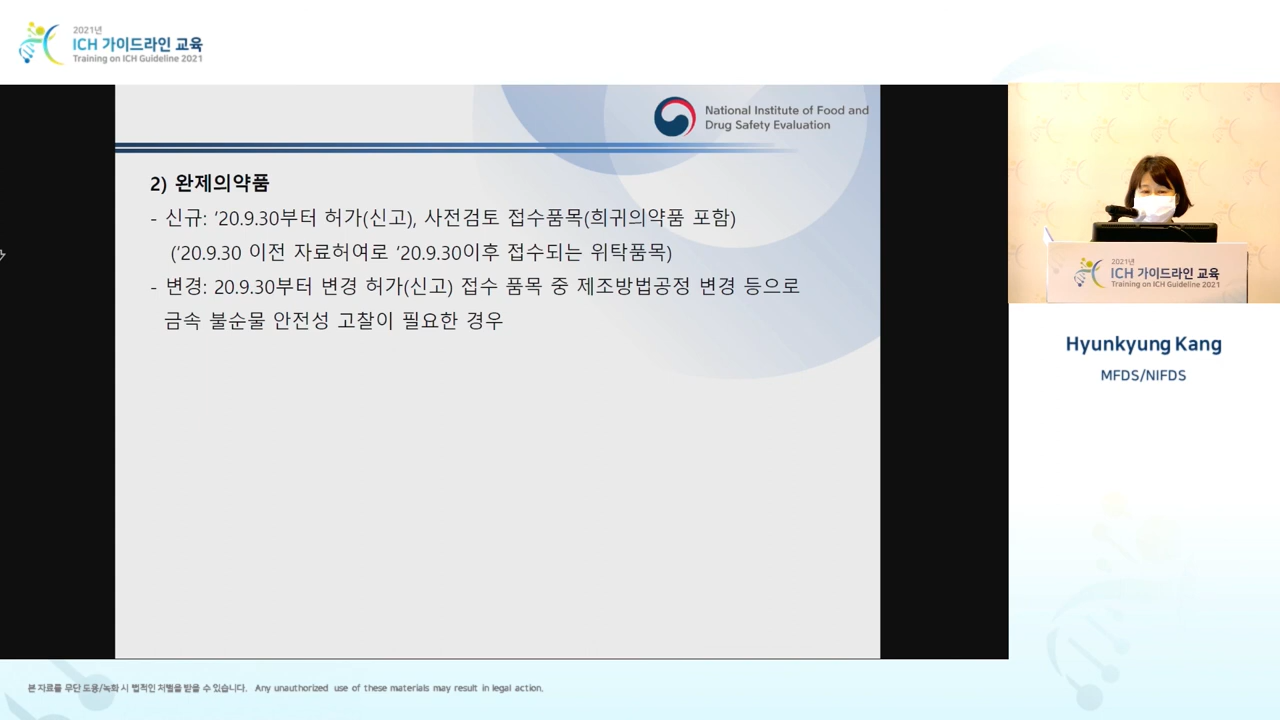 2021년
ICH 가이드라인 교육
Training on ICH Guideline 2021
National Institute of Food and
Drug Safety Evaluation
2) 완제의약품
- 신규: ‘20.9.30부터 허가(신고), 사전검토 접수품목(희귀의약품 포함)
(‘20.9.30 이전 자료허여로 ‘20.9.30이후 접수되는 위탁품목)
- 변경: 20.9.30부터 변경 허가(신고) 접수 품목 중 제조방법공정 변경 등으로
금속 불순물 안전성 고찰이 필요한 경우
2021년
ICH 가이드라인 교육
Training on ICH Guideline 2021
Hyunkyung Kang
MFDS/NIFDS
본 자료를 무단 도용/녹화 시 법적인 처벌을 받을 수 있습니다. Any unauthorized use of these materials may result in legal action.